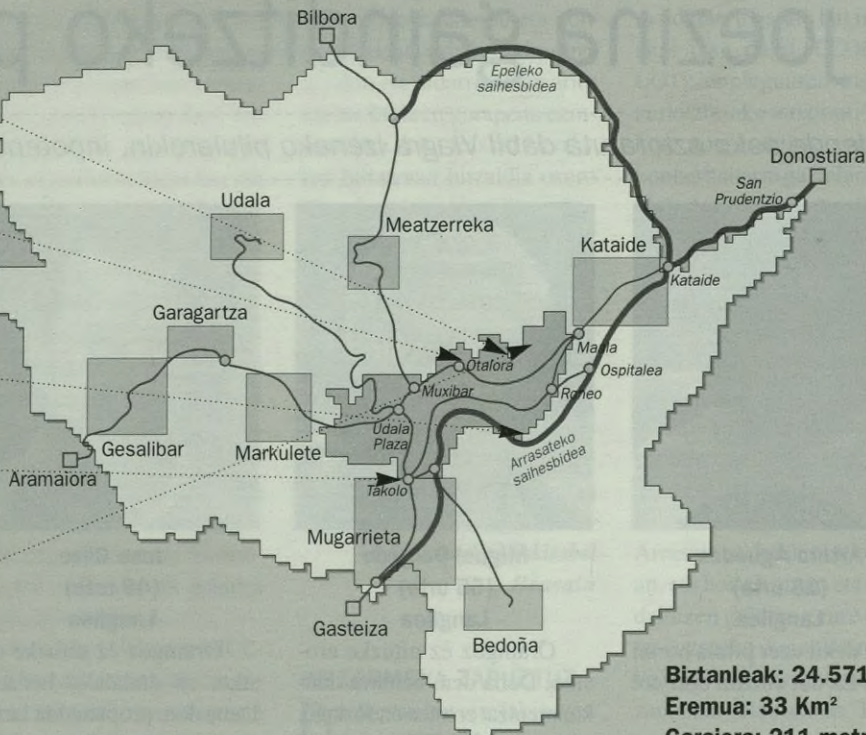 Bilbora
Epeleko
saihesbidea
Donostiara
San
Prudentzio
Udala
Meatzerreka
Kataide
Kataide
Garagartza
Otalora
Maala
Ospitalea
Muxibar
Roneo
Udala
Plaza
Gesalibar
Markulete
Arrasateko
saihesbidea
Aramaiora
Takolo
Mugarrieta
Gasteiza
Bedoña
Biztanleak: 24.571
Eremua: 33 Km²